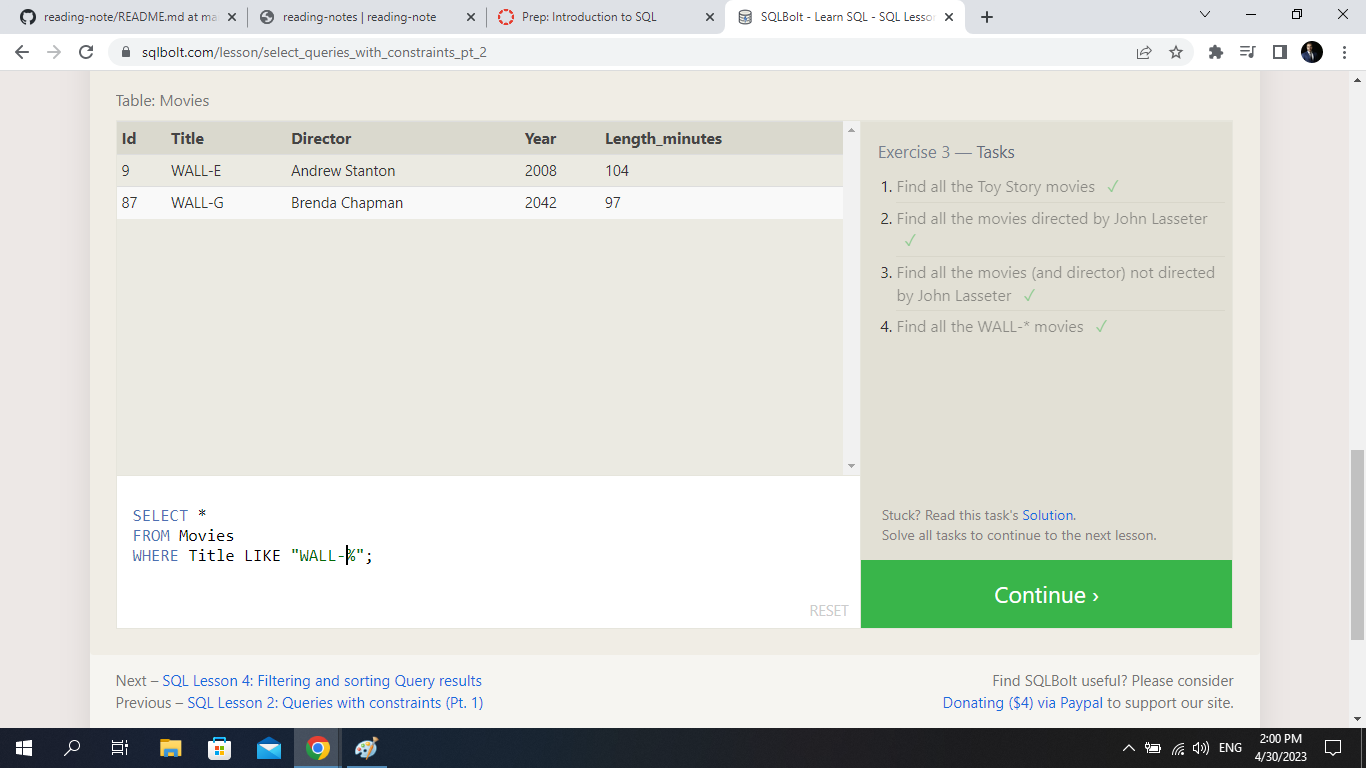 reading-note/README.md at ma
reading-notes | reading-note
Prep: Introduction to SQL
SQLBolt - Learn SQL - SQL Lesso
sqlbolt.com/lesson/select_queries_with_constraints_pt_2
Table: Movies
Id Title Director Year Length_minutes
9 WALL-E Andrew Stanton 2008 104
87 WALL-G Brenda Chapman 2042 97
Exercise 3 — Tasks
1. Find all the Toy Story movies ✓
2. Find all the movies directed by John Lasseter
✓
3. Find all the movies (and director) not directed
by John Lasseter ✓
4. Find all the WALL-* movies ✓
Stuck? Read this task's Solution.
Solve all tasks to continue to the next lesson.
Continue ›
SELECT *
FROM Movies
WHERE Title LIKE "WALL-%";
RESET
Next – SQL Lesson 4: Filtering and sorting Query results
Previous – SQL Lesson 2: Queries with constraints (Pt. 1)
Find SQLBolt useful? Please consider
Donating ($4) via Paypal to support our site.
ENG
2:00 PM
4/30/2023